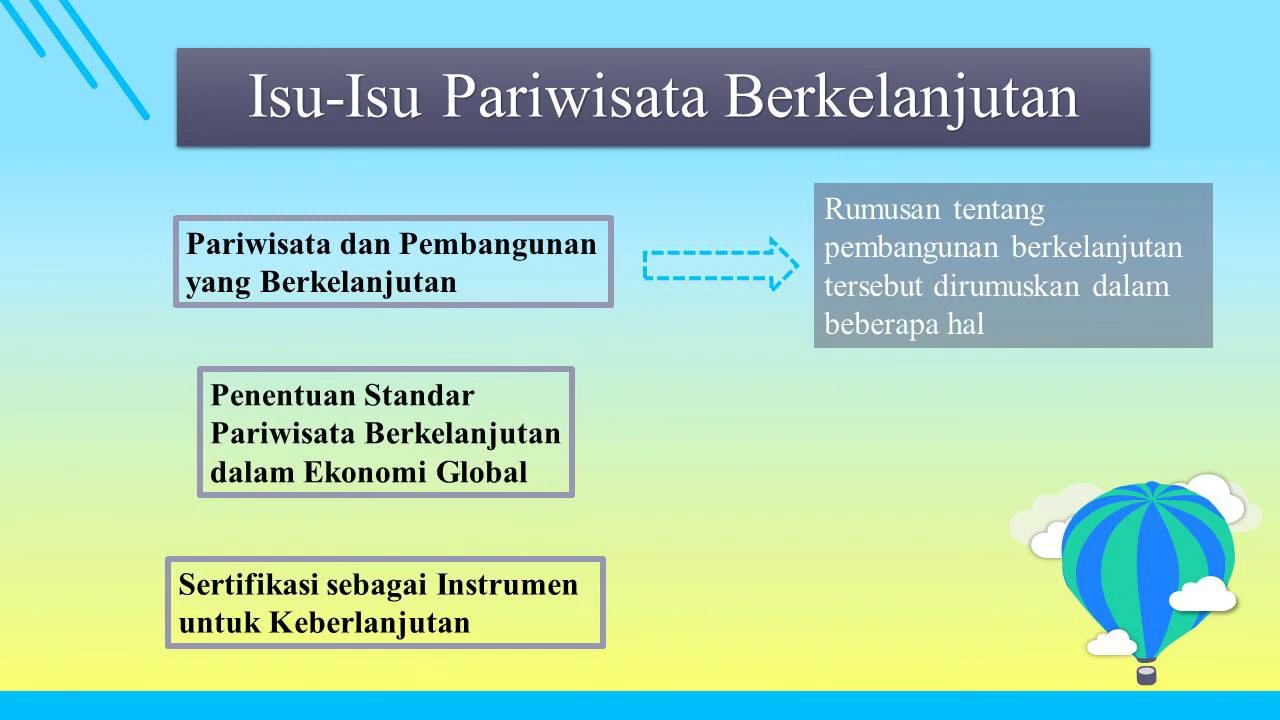 Isu-Isu Pariwisata Berkelanjutan
Pariwisata dan Pembangunan
yang Berkelanjutan
Rumusan tentang
pembangunan berkelanjutan
tersebut dirumuskan dalam
beberapa hal
Penentuan Standar
Pariwisata Berkelanjutan
dalam Ekonomi Global
Sertifikasi sebagai Instrumen
untuk Keberlanjutan